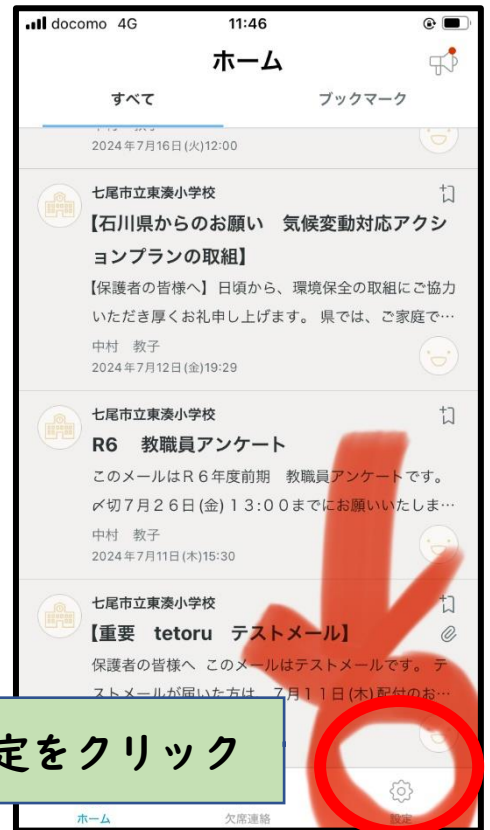 docomo 4G 11:46
ホーム
すべて ブックマーク
2024年7月16日(火)12:00
七尾市立東湊小学校
【石川県からのお願い 気候変動対応アクシ
ョンプランの取組】
【保護者の皆様へ】日頃から、環境保全の取組にご協力
いただき厚くお礼申し上げます。 県では、ご家庭で…
中村 教子
2024年7月12日(金)19:29
七尾市立東湊小学校
R6 教職員アンケート
このメールはR６年度前期 教職員アンケートです。
〆切７月２６日(金)１３:００までにお願いいたしま…
中村 教子
2024年7月11日(木)15:30
七尾市立東湊小学校
【重要 tetoru テストメール】
保護者の皆様へ このメールはテストメールです。 テ
ストメールが届いた方は、７月１１日(木)配付のお…
定をクリック
ホーム 欠席連絡 設定